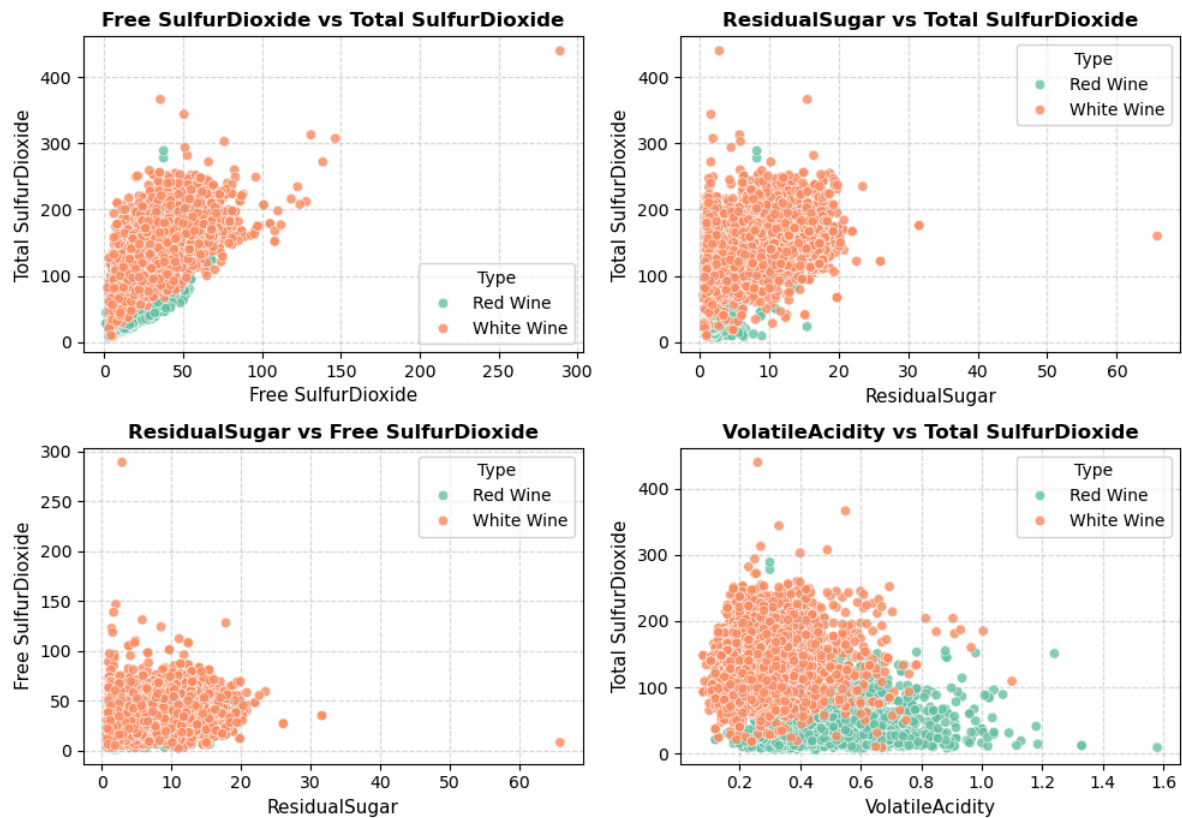 Free SulfurDioxide vs Total SulfurDioxide
Total SulfurDioxide
400
300
200
100
0
0 50 100 150 200 250 300
Free SulfurDioxide
Type
Red Wine
White Wine
ResidualSugar vs Total SulfurDioxide
Total SulfurDioxide
400
300
200
100
0
0 10 20 30 40 50 60
ResidualSugar
Type
Red Wine
White Wine
ResidualSugar vs Free SulfurDioxide
Free SulfurDioxide
300
250
200
150
100
50
0
0 10 20 30 40 50 60
ResidualSugar
Type
Red Wine
White Wine
VolatileAcidity vs Total SulfurDioxide
Total SulfurDioxide
400
300
200
100
0
0.2 0.4 0.6 0.8 1.0 1.2 1.4 1.6
VolatileAcidity
Type
Red Wine
White Wine